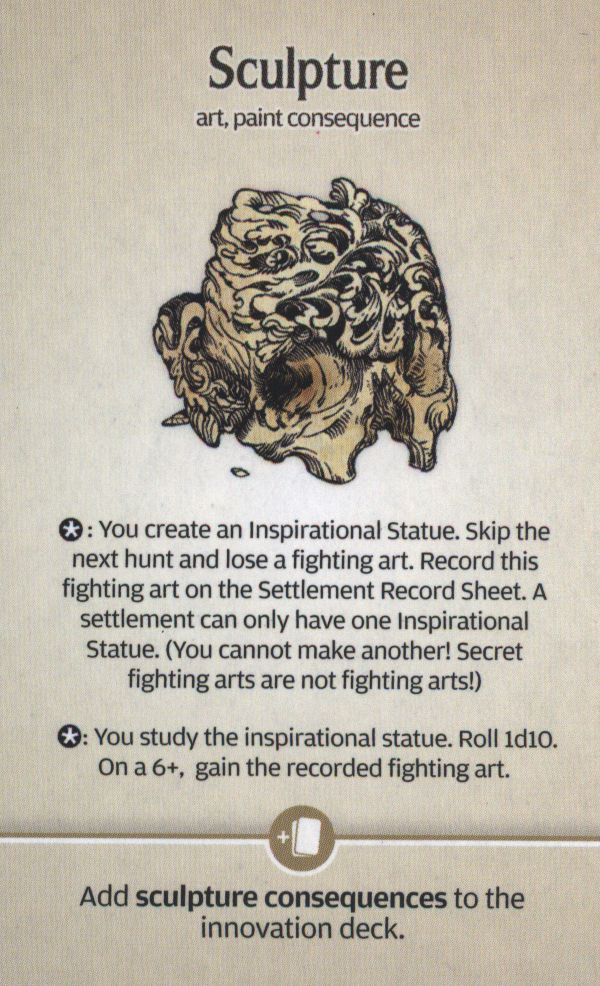 Sculpture
art, paint consequence
: You create an Inspirational Statue. Skip the
next hunt and lose a fighting art. Record this
fighting art on the Settlement Record Sheet. A
settlement can only have one Inspirational
Statue. (You cannot make another! Secret
fighting arts are not fighting arts!)
: You study the inspirational statue. Roll 1d10.
On a 6+, gain the recorded fighting art.
+
Add sculpture consequences to the
innovation deck.